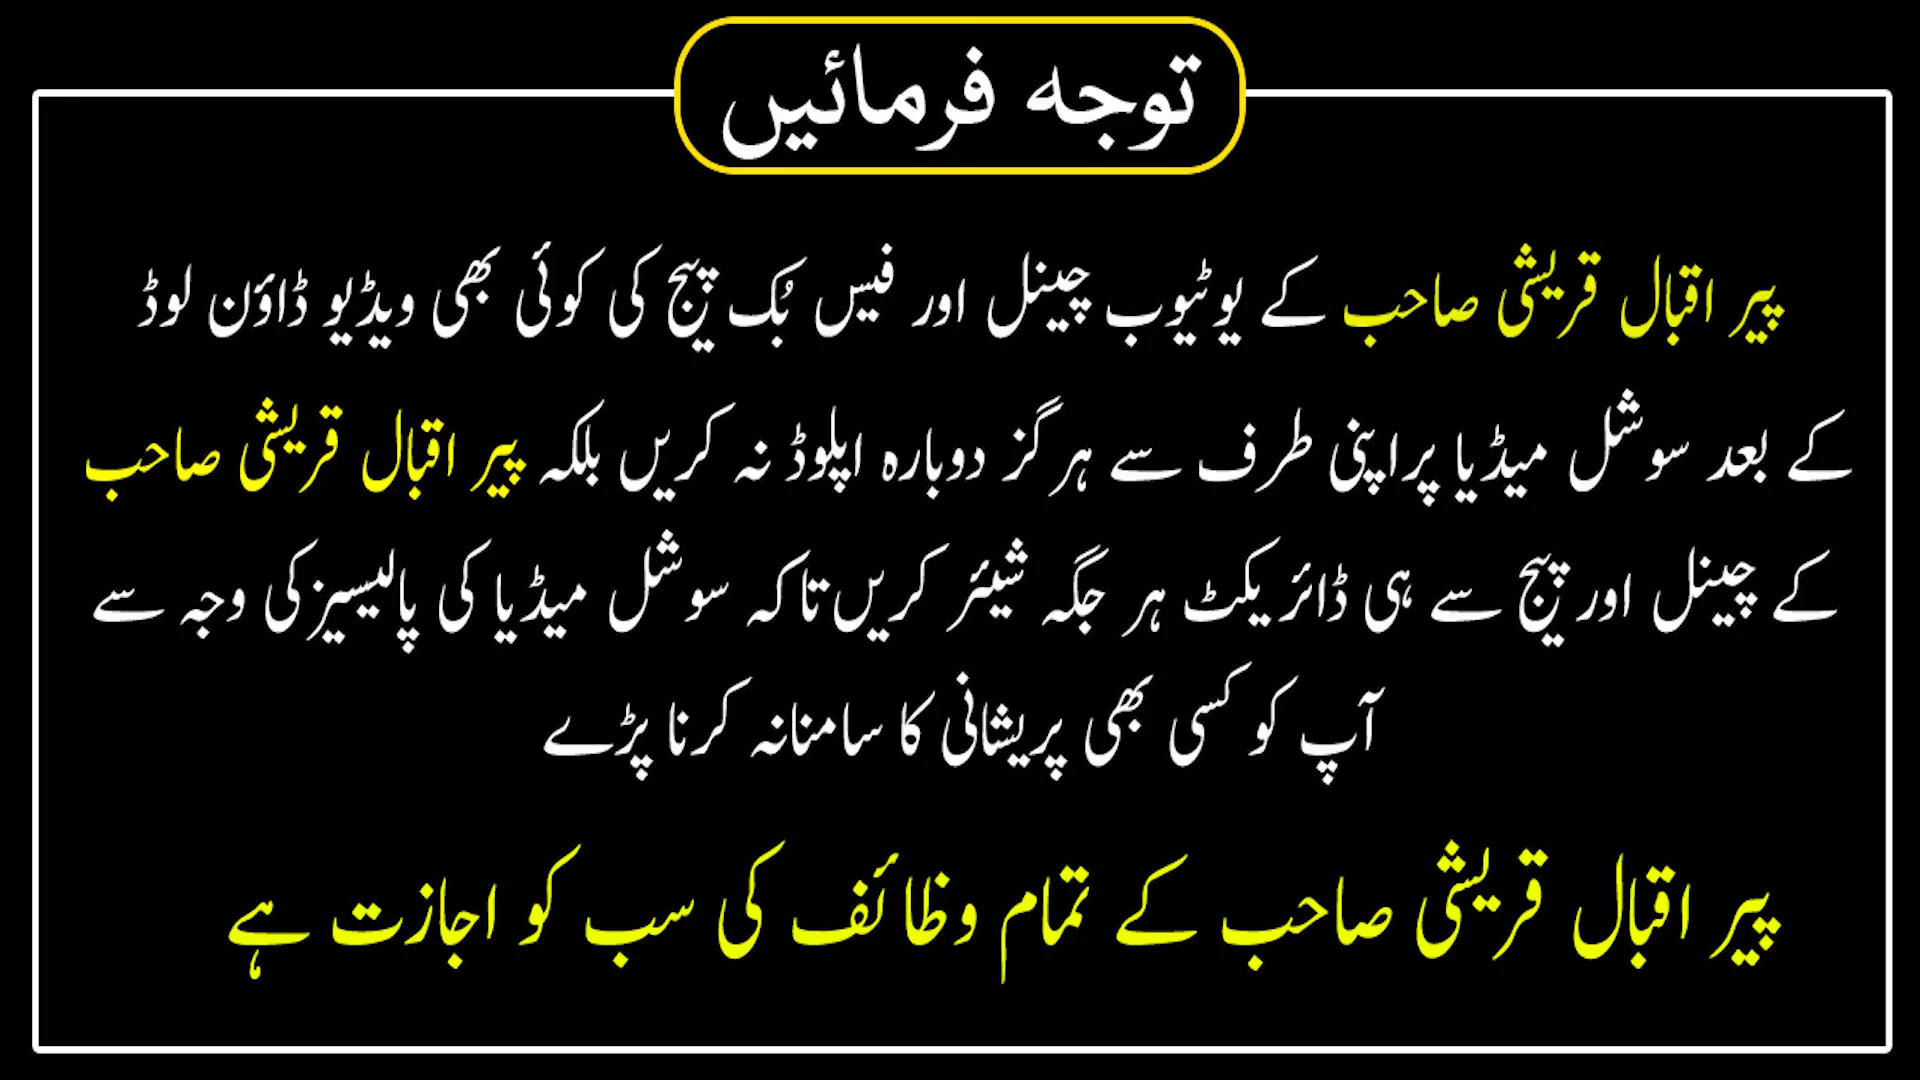 توجہ فرمائیں
پیر اقبال قریشی صاحب کے یوٹیوب چینل اور فیس بُک پیج کی کوئی بھی ویڈیو ڈاؤن لوڈ
کے بعد سوشل میڈیا پر اپنی طرف سے ہرگز دوبارہ اپلوڈ نہ کریں بلکہ پیر اقبال قریشی صاحب
کے چینل اور پیج سے ہی ڈائریکٹ ہر جگہ شیئر کریں تاکہ سوشل میڈیا کی پالیسیز کی وجہ سے
آپ کو کسی بھی پریشانی کا سامنانہ کرنا پڑے
پیر اقبال قریشی صاحب کے تمام وظائف کی سب کو اجازت ہے